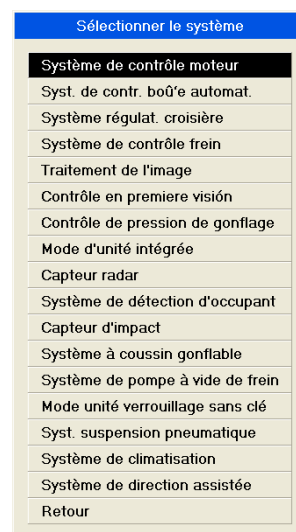 Sélectionner le système
Système de contrôle moteur
Syst. de contr. boû‘e automat.
Système régulat. croisière
Système de contrôle frein
Traitement de l'image
Contrôle en premiere visión
Contrôle de pression de gonflage
Mode d'unité intégrée
Capteur radar
Système de détection d'occupant
Capteur d'impact
Système à coussin gonflable
Système de pompe à vide de frein
Mode unité verrouillage sans clé
Syst. suspension pneumatique
Système de climatisation
Système de direction assistée
Retour